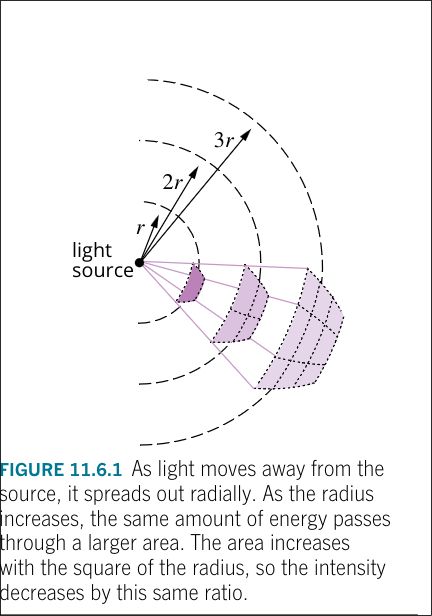 3r
2r
r
light
source
FIGURE 11.6.1 As light moves away from the
source, it spreads out radially. As the radius
increases, the same amount of energy passes
through a larger area. The area increases
with the square of the radius, so the intensity
decreases by this same ratio.